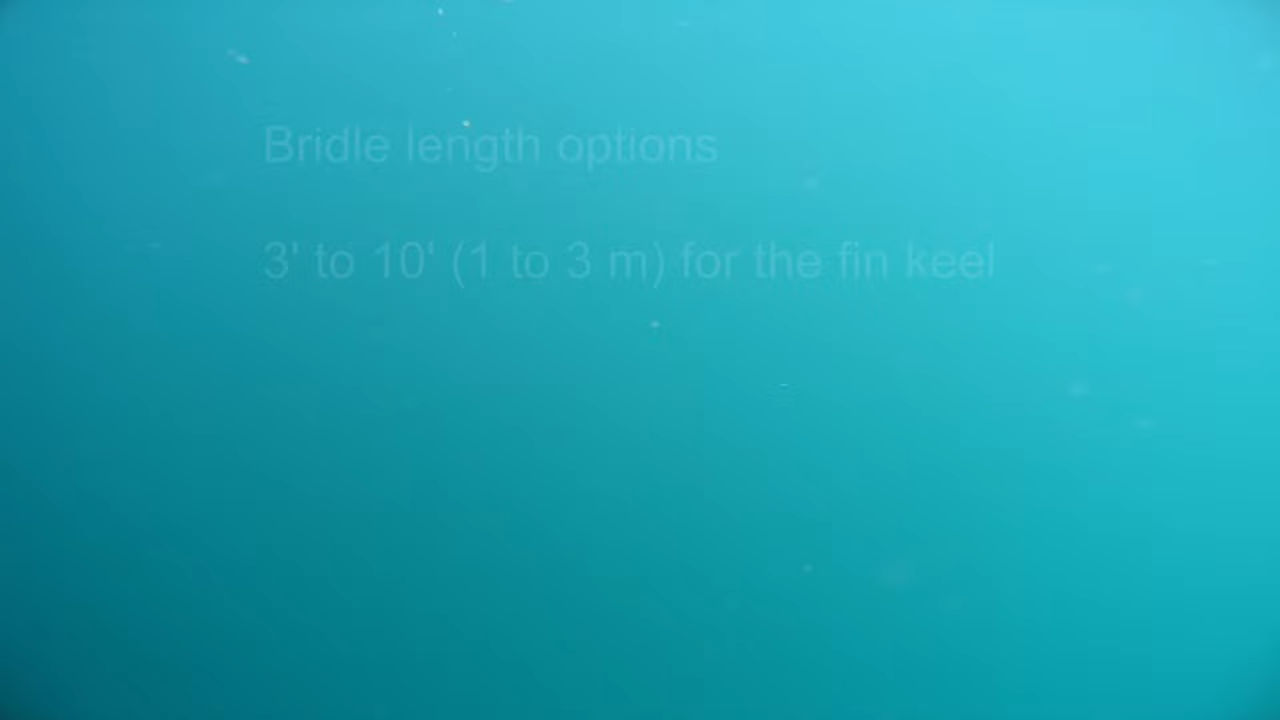 Bridle length options
3' to 10' (1 to 3 m) for the fin keel